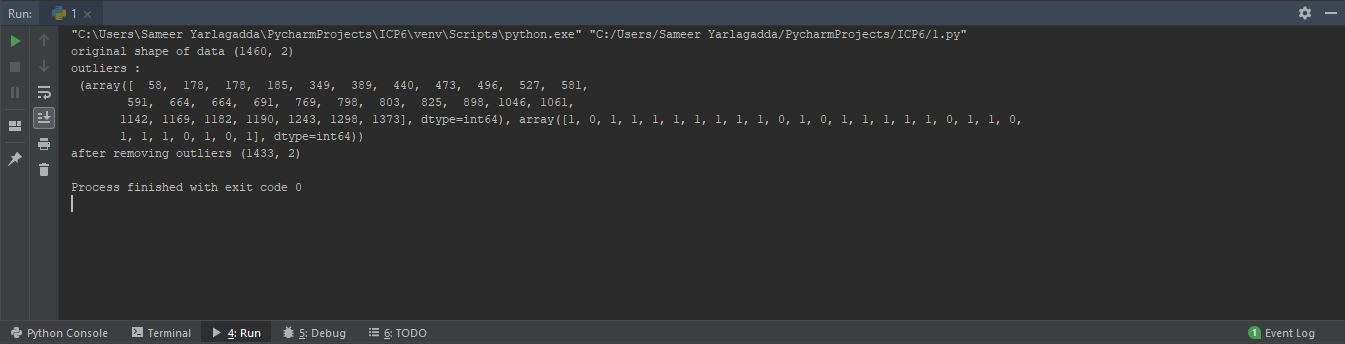 Run: 1
"C:\Users\Sameer Yarlagadda\PycharmProjects\ICP6\venv\Scripts\python.exe" "C:/Users/Sameer Yarlagadda/PycharmProjects/ICP6/1.py"
original shape of data (1460, 2)
outliers :
(array([  58,  178,  178,  185,  349,  389,  440,  473,  496,  527,  581,
591,  664,  664,  691,  769,  798,  803,  825,  898, 1046, 1061,
1142, 1169, 1182, 1190, 1243, 1298, 1373], dtype=int64), array([1, 0, 1, 1, 1, 1, 1, 1, 1, 1, 0, 1, 0, 1, 1, 1, 1, 1, 0, 1, 1, 0,
1, 1, 1, 0, 1, 0, 1], dtype=int64))
after removing outliers (1433, 2)
Process finished with exit code 0
Python Console Terminal 4: Run 5: Debug 6: TODO 1 Event Log